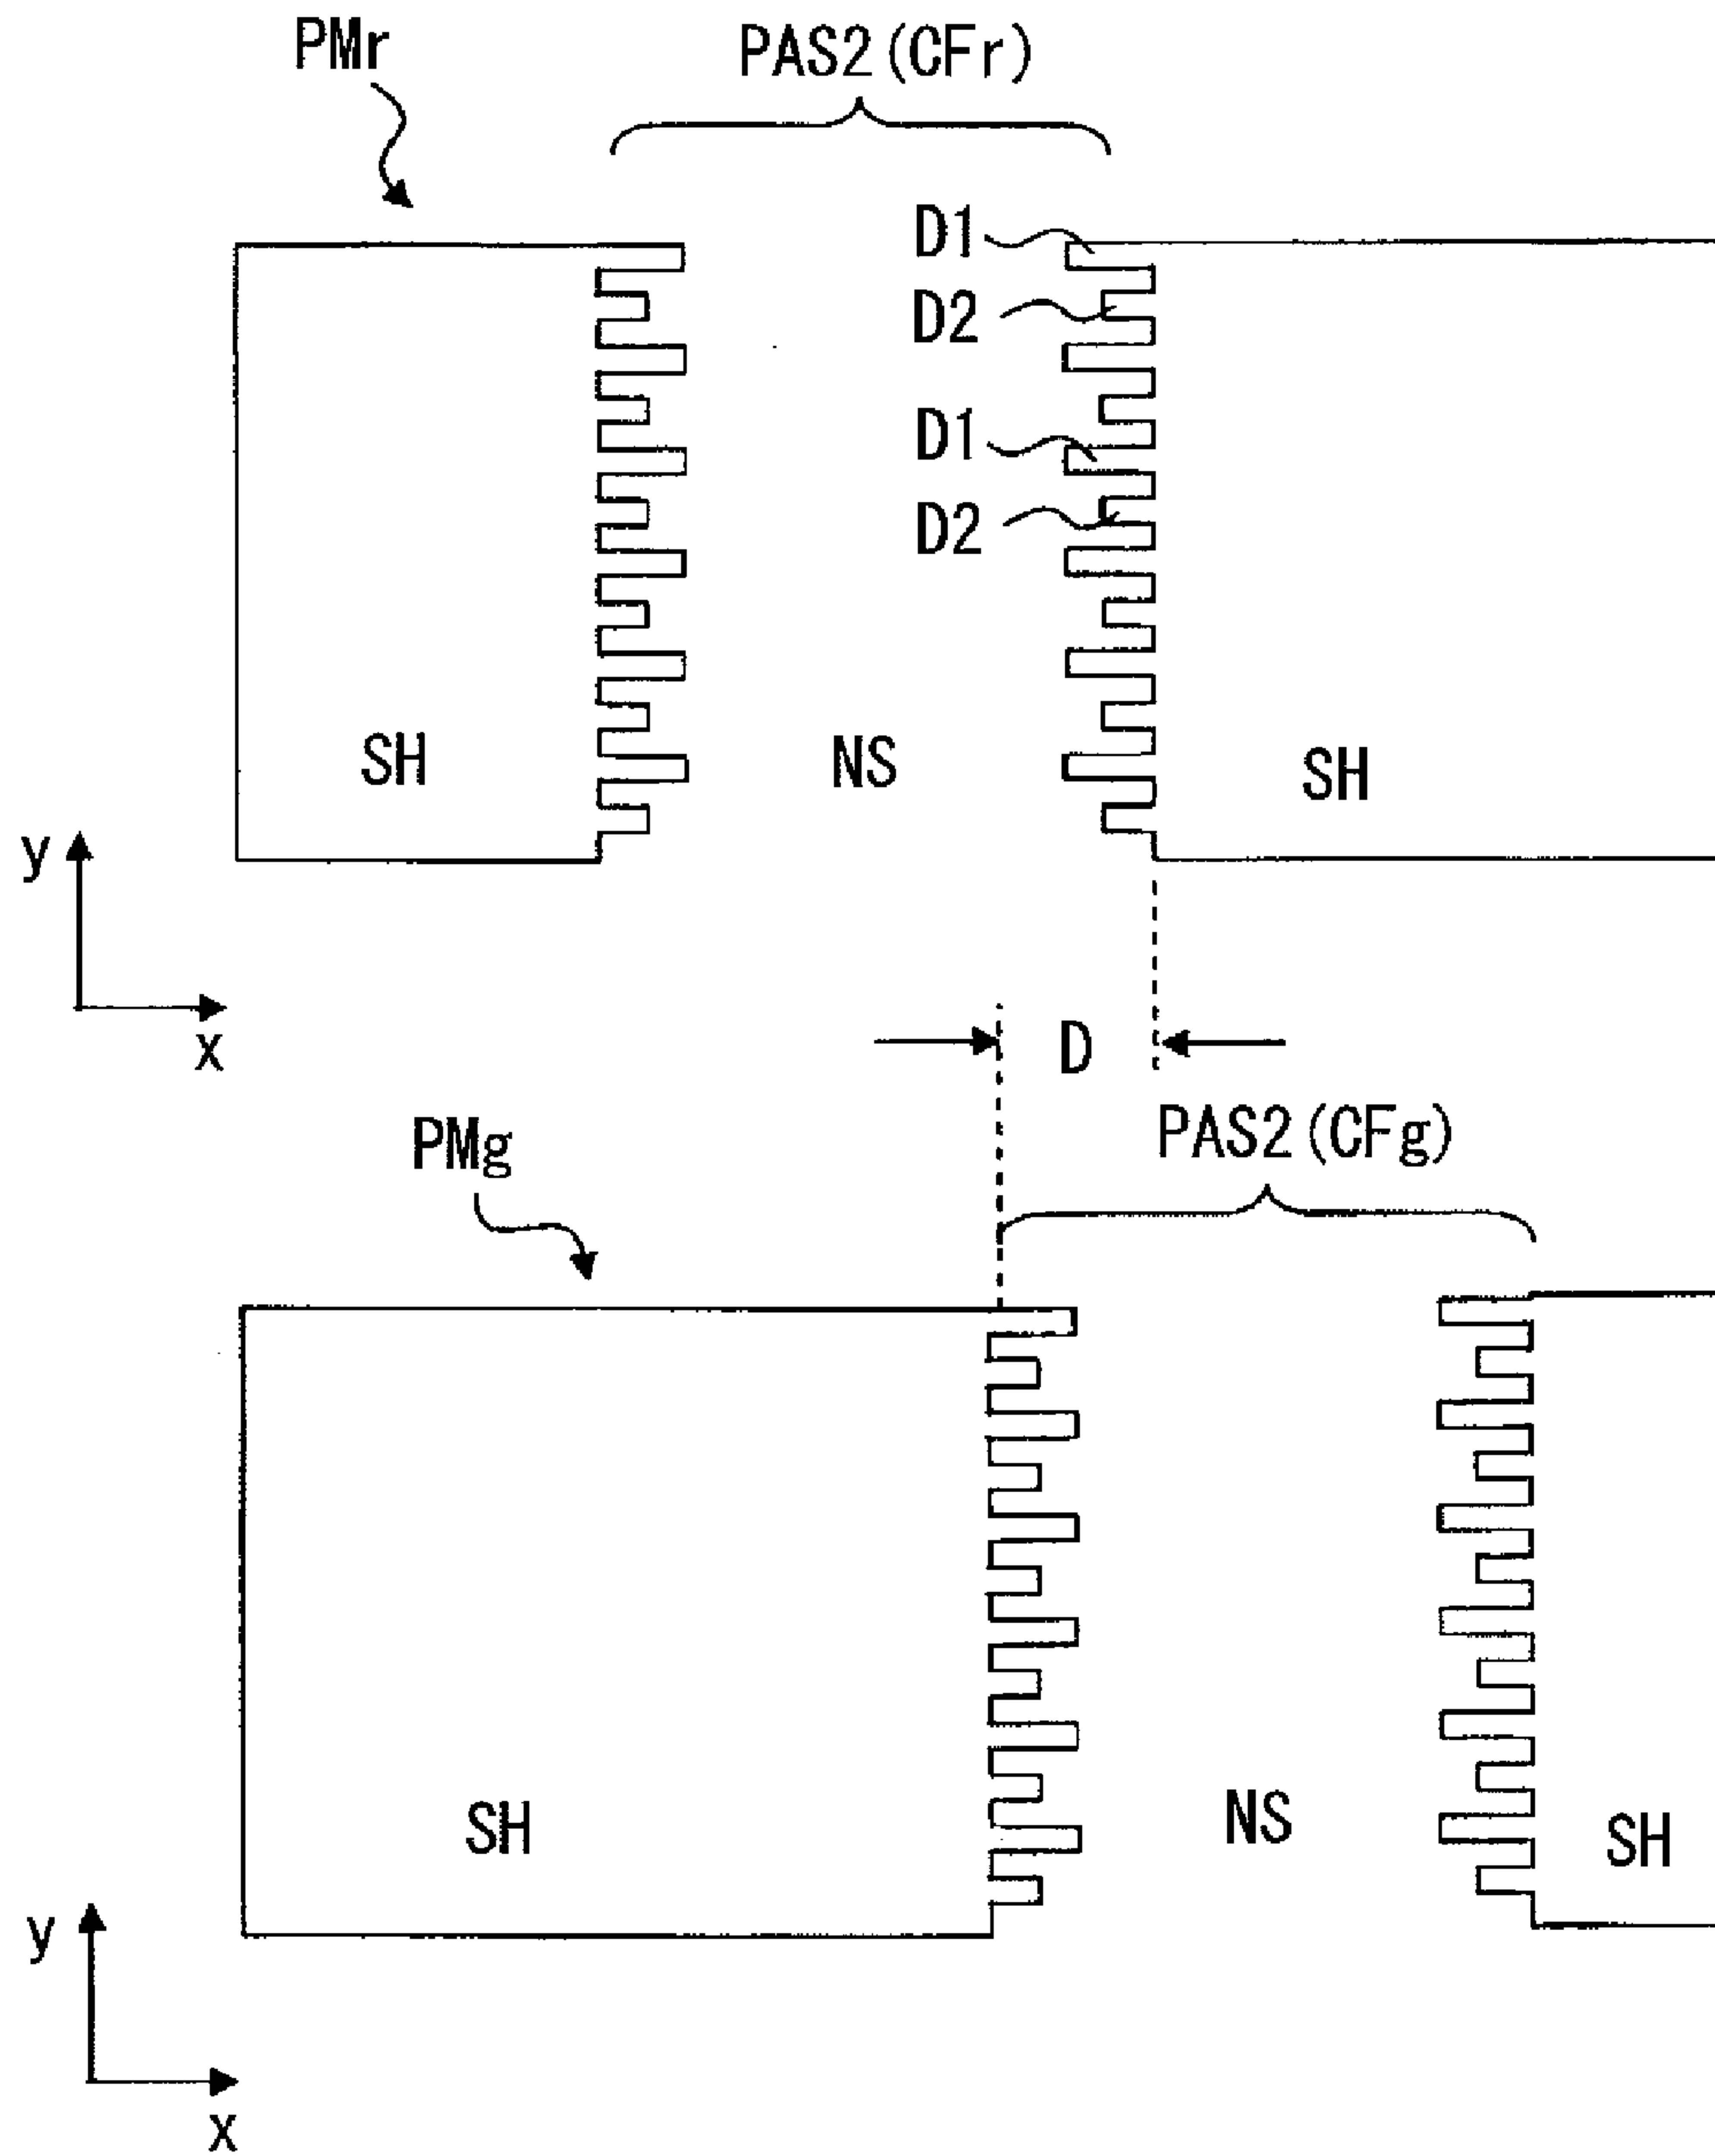 PMr
PAS2(CFr)
D1
D2
D1
D2
SH
NS
SH
y
x
D
PMg
PAS2(CFg)
SH
NS
SH
y
x